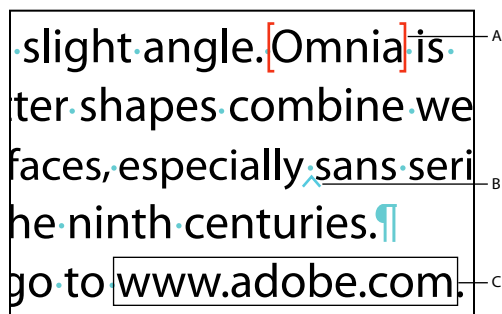 slight angle. [Omnia] is A
tter shapes combine we
faces, especially sans seri
B
he ninth centuries.¶
go to www.adobe.com. C